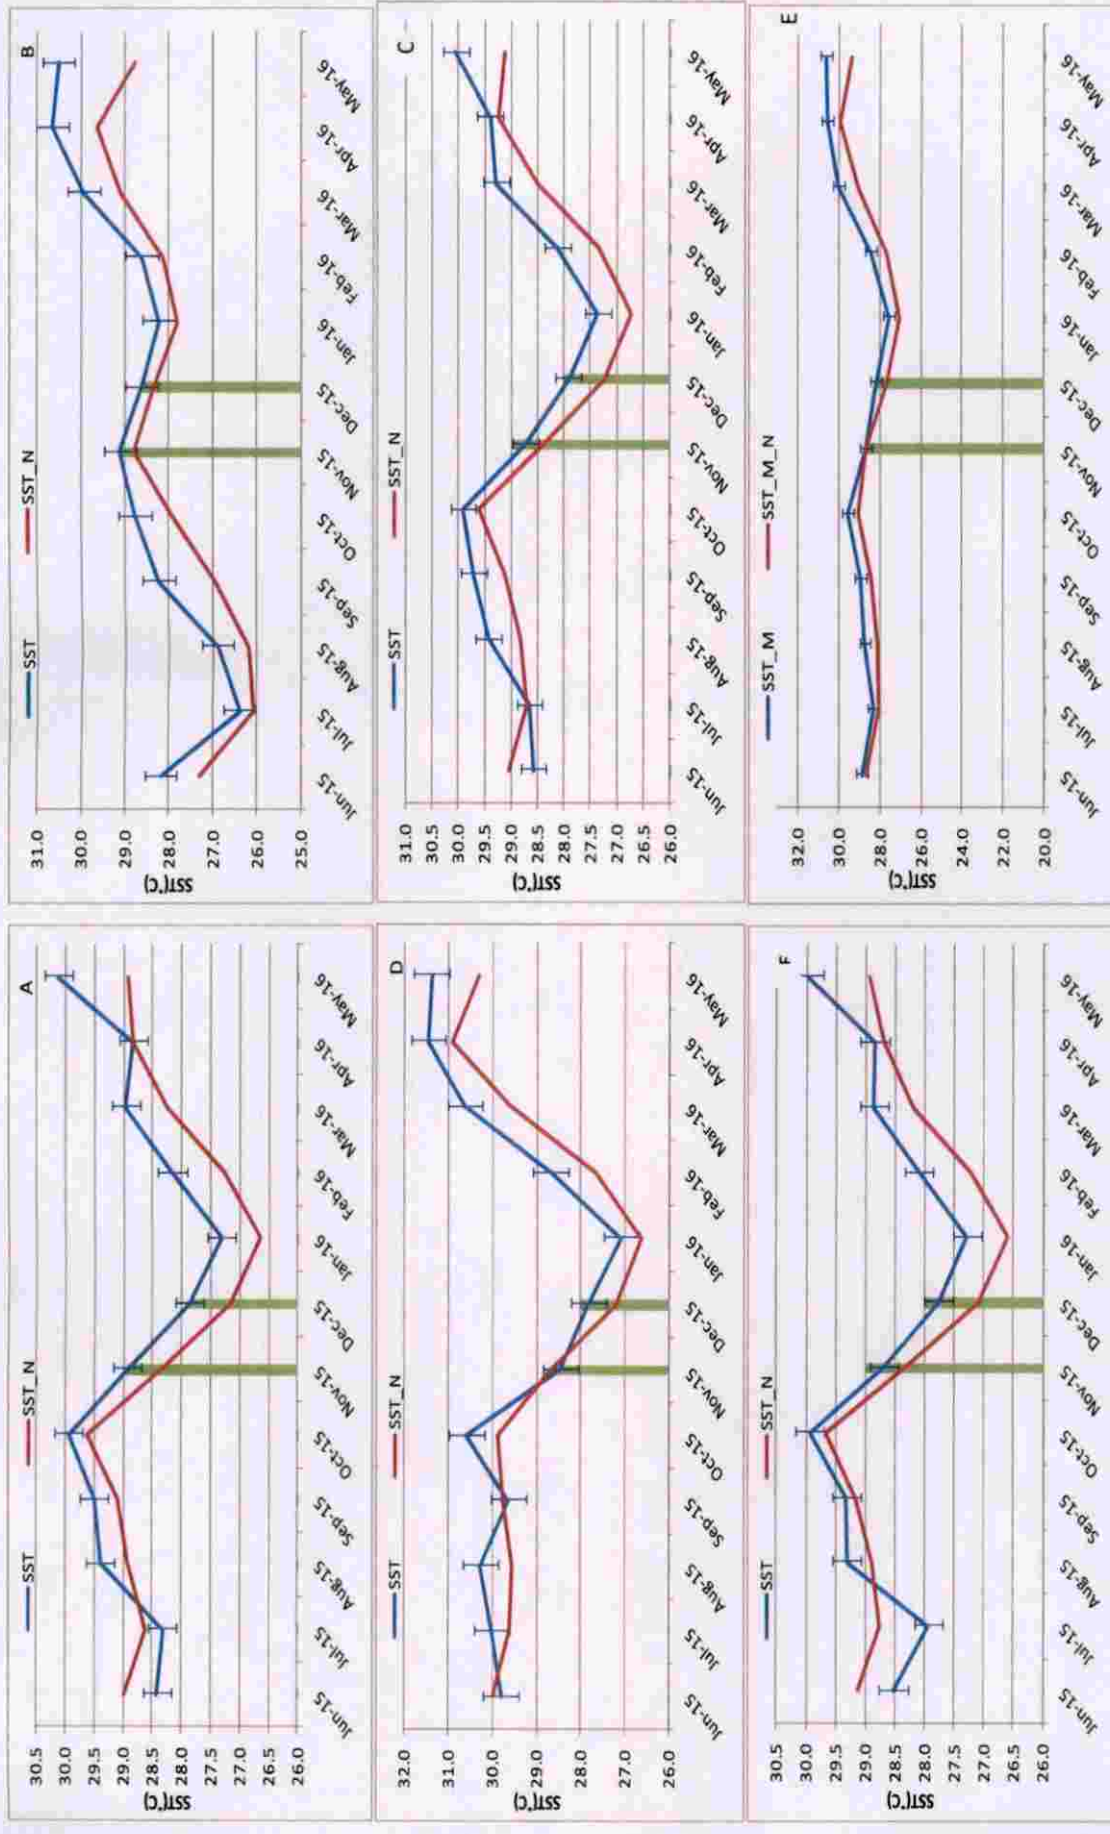 SST SST_N A
30.5
30.0
29.5
29.0
28.5
28.0
27.5
27.0
26.5
26.0
SST(°C)
Jun-15 Jul-15 Aug-15 Sep-15 Oct-15 Nov-15 Dec-15 Jan-16 Feb-16 Mar-16 Apr-16 May-16
SST SST_N B
31.0
30.0
29.0
28.0
27.0
26.0
25.0
SST(°C)
Jun-15 Jul-15 Aug-15 Sep-15 Oct-15 Nov-15 Dec-15 Jan-16 Feb-16 Mar-16 Apr-16 May-16
SST SST_N D
32.0
31.0
30.0
29.0
28.0
27.0
26.0
SST(°C)
Jun-15 Jul-15 Aug-15 Sep-15 Oct-15 Nov-15 Dec-15 Jan-16 Feb-16 Mar-16 Apr-16 May-16
SST SST_N C
31.0
30.5
30.0
29.5
29.0
28.5
28.0
27.5
27.0
26.5
26.0
SST(°C)
Jun-15 Jul-15 Aug-15 Sep-15 Oct-15 Nov-15 Dec-15 Jan-16 Feb-16 Mar-16 Apr-16 May-16
SST SST_N F
30.5
30.0
29.5
29.0
28.5
28.0
27.5
27.0
26.5
26.0
SST(°C)
Jun-15 Jul-15 Aug-15 Sep-15 Oct-15 Nov-15 Dec-15 Jan-16 Feb-16 Mar-16 Apr-16 May-16
SST_M SST_M_N E
32.0
30.0
28.0
26.0
24.0
22.0
20.0
SST(°C)
Jun-15 Jul-15 Aug-15 Sep-15 Oct-15 Nov-15 Dec-15 Jan-16 Feb-16 Mar-16 Apr-16 May-16